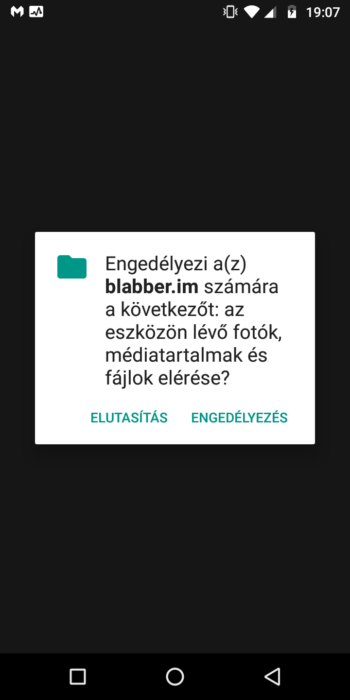 19:07
Engedélyezi a(z)
blabber.im számára
a következőt: az
eszközön lévő fotók,
médiatartalmak és
fájlok elérése?
ELUTASÍTÁS ENGEDÉLYEZÉS